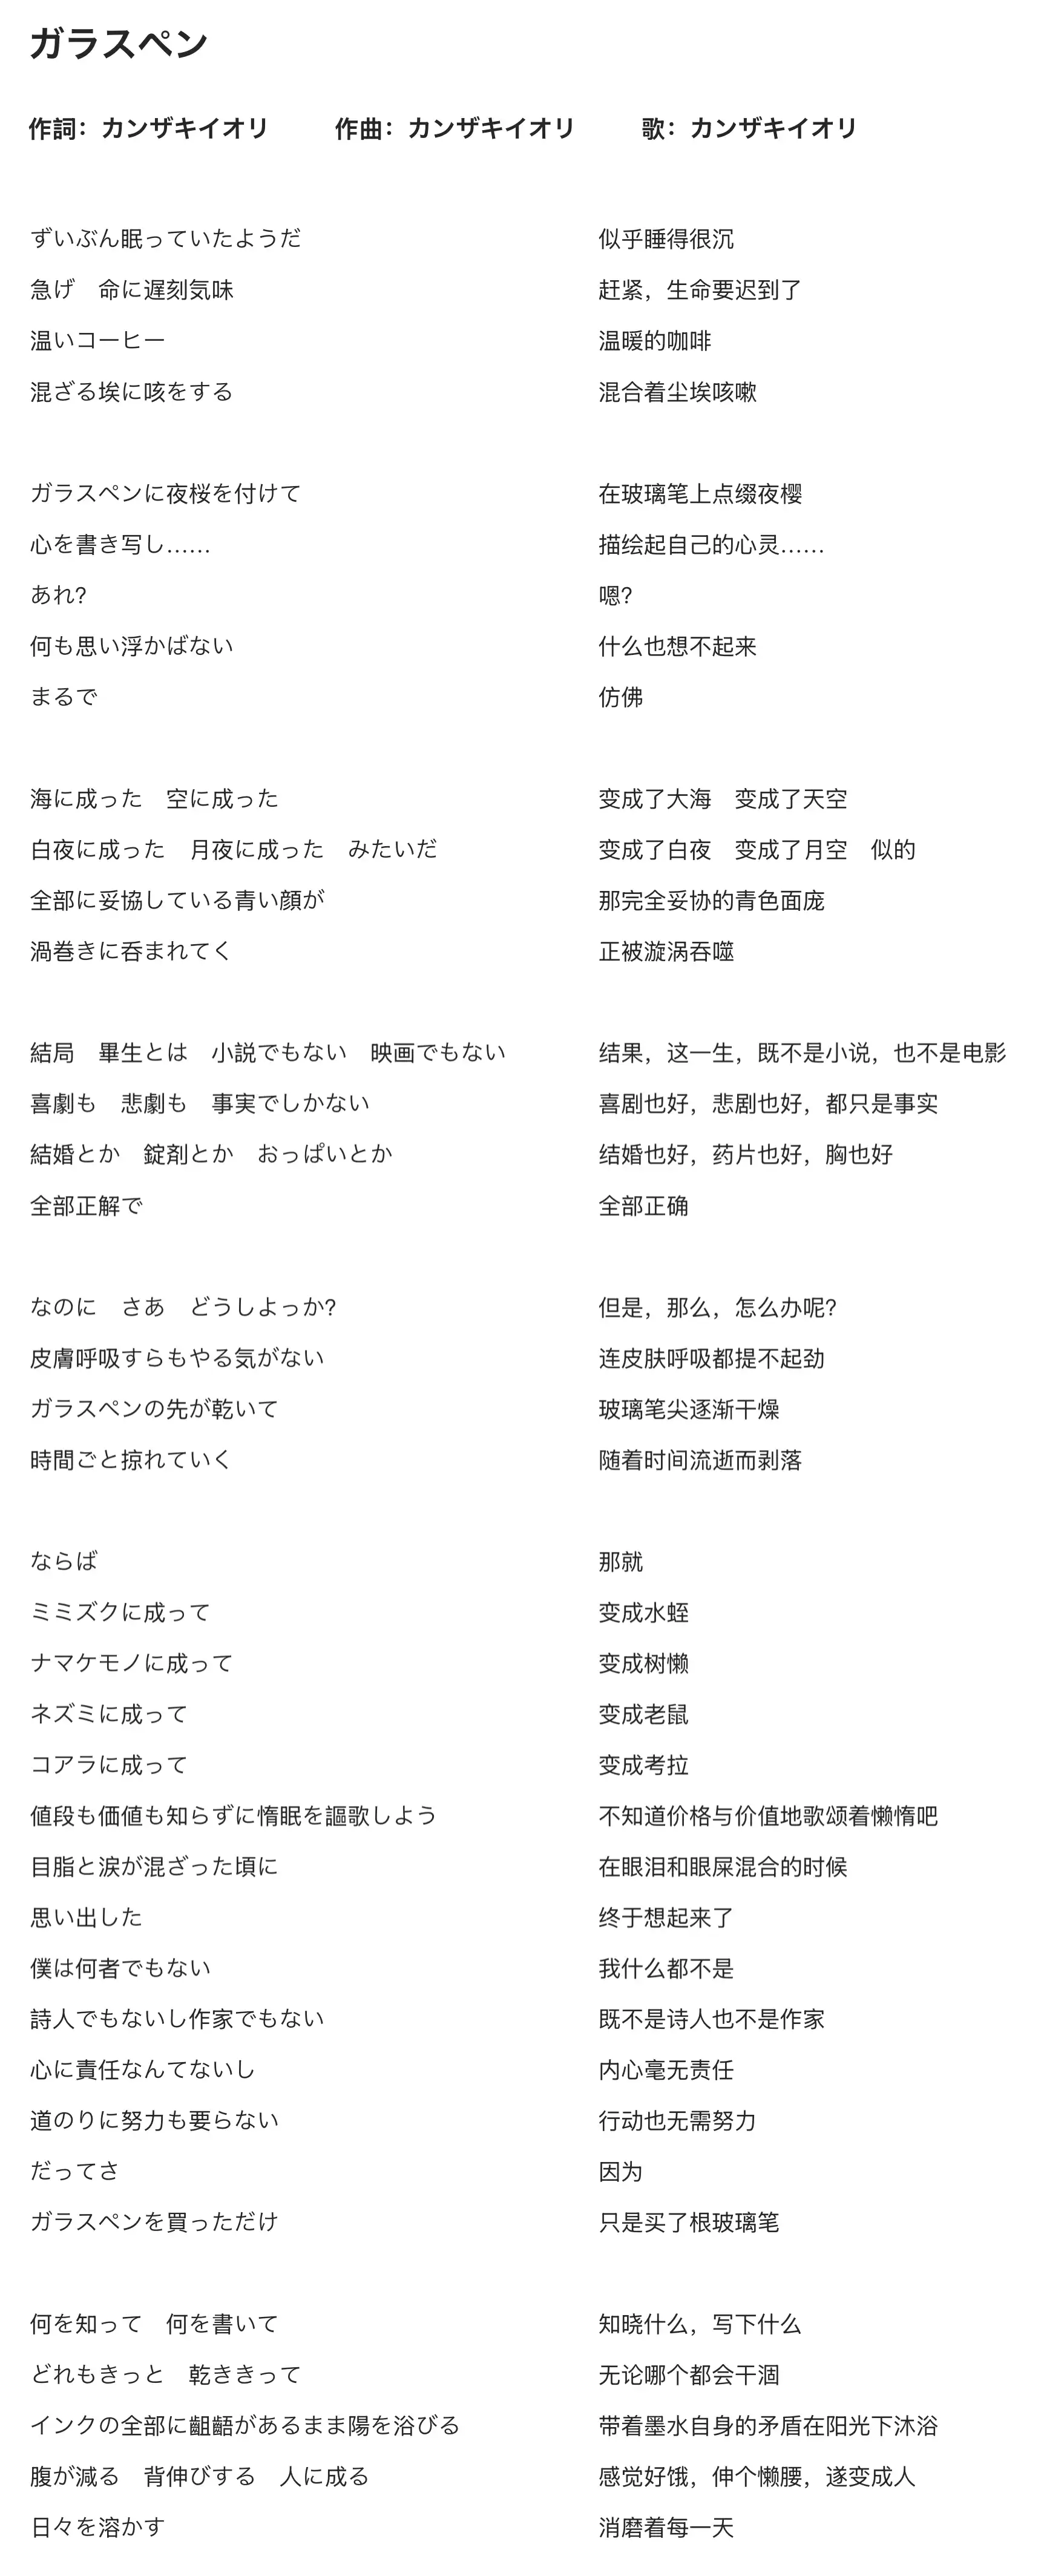 ガラスペン
作詞：カンザキイオリ　作曲：カンザキイオリ　歌：カンザキイオリ
ずいぶん眠っていたようだ　似乎睡得很沉
急げ　命に遅刻気味　赶紧，生命要迟到了
温いコーヒー　温暖的咖啡
混ざる埃に咳をする　混合着尘埃咳嗽
ガラスペンに夜桜を付けて　在玻璃笔上点缀夜樱
心を書き写し……　描绘起自己的心灵……
あれ？　嗯？
何も思い浮かばない　什么也想不起来
まるで　仿佛
海に成った　空に成った　变成了大海　变成了天空
白夜に成った　月夜に成った　みたいだ　变成了白夜　变成了月空　似的
全部に妥協している青い顔が　那完全妥协的青色面庞
渦巻きに呑まれてく　正被漩涡吞噬
結局　畢生とは　小説でもない　映画でもない　结果，这一生，既不是小说，也不是电影
喜劇も　悲劇も　事実でしかない　喜剧也好，悲剧也好，都只是事实
結婚とか　錠剤とか　おっぱいとか　结婚也好，药片也好，胸也好
全部正解で　全部正确
なのに　さあ　どうしよっか？　但是，那么，怎么办呢？
皮膚呼吸すらもやる気がない　连皮肤呼吸都提不起劲
ガラスペンの先が乾いて　玻璃笔尖逐渐干燥
時間ごと掠れていく　随着时间流逝而剥落
ならば　那就
ミミズクに成って　变成水蛭
ナマケモノに成って　变成树懒
ネズミに成って　变成老鼠
コアラに成って　变成考拉
値段も価値も知らずに惰眠を謳歌しよう　不知道价格与价值地歌颂着懒惰吧
目脂と涙が混ざった頃に　在眼泪和眼屎混合的时候
思い出した　终于想起来了
僕は何者でもない　我什么都不是
詩人でもないし作家でもない　既不是诗人也不是作家
心に責任なんてないし　内心毫无责任
道のりに努力も要らない　行动也无需努力
だってさ　因为
ガラスペンを買っただけ　只是买了根玻璃笔
何を知って　何を書いて　知晓什么，写下什么
どれもきっと　乾ききって　无论哪个都会干涸
インクの全部に齟齬があるまま陽を浴びる　带着墨水自身的矛盾在阳光下沐浴
腹が減る　背伸びする　人に成る　感觉好饿，伸个懒腰，遂变成人
日々を溶かす　消磨着每一天